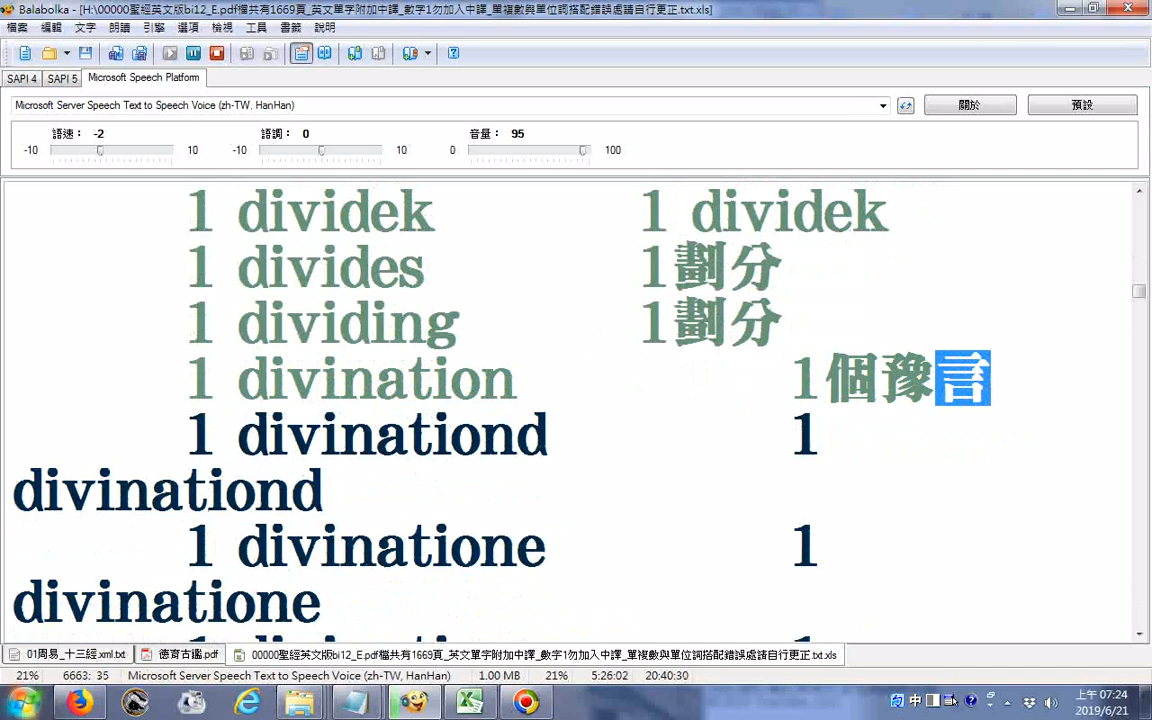 Balabolka - [H:\00000聖經英文版bi12_E.pdf檔共有1669頁_英文單字附加中譯_數字1勿加入中譯_單複數與單位詞搭配錯誤處請自行更正.txt.xls]
檔案 編輯 文字 朗讀 引擎 選項 檢視 工具 書籤 說明
SAPI 4 SAPI 5 Microsoft Speech Platform
Microsoft Server Speech Text to Speech Voice (zh-TW, HanHan) 關於 預設
語速： -2 語調： 0 音量： 95
-10 10 -10 10 0 100
1 dividek 1 dividek
1 divides 1劃分
1 dividing 1劃分
1 divination 1個豫言
1 divinationd 1
divinationd
1 divinatione 1
divinatione
01周易_十三經.xml.txt 德育古鑑.pdf 00000聖經英文版bi12_E.pdf檔共有1669頁_英文單字附加中譯_數字1勿加入中譯_單複數與單位詞搭配錯誤處請自行更正.txt.xls
21% 6663: 35 Microsoft Server Speech Text to Speech Voice (zh-TW, HanHan) 1.00 MB 21% 5:26:02 20:40:30
中 上午 07:24
2019/6/21